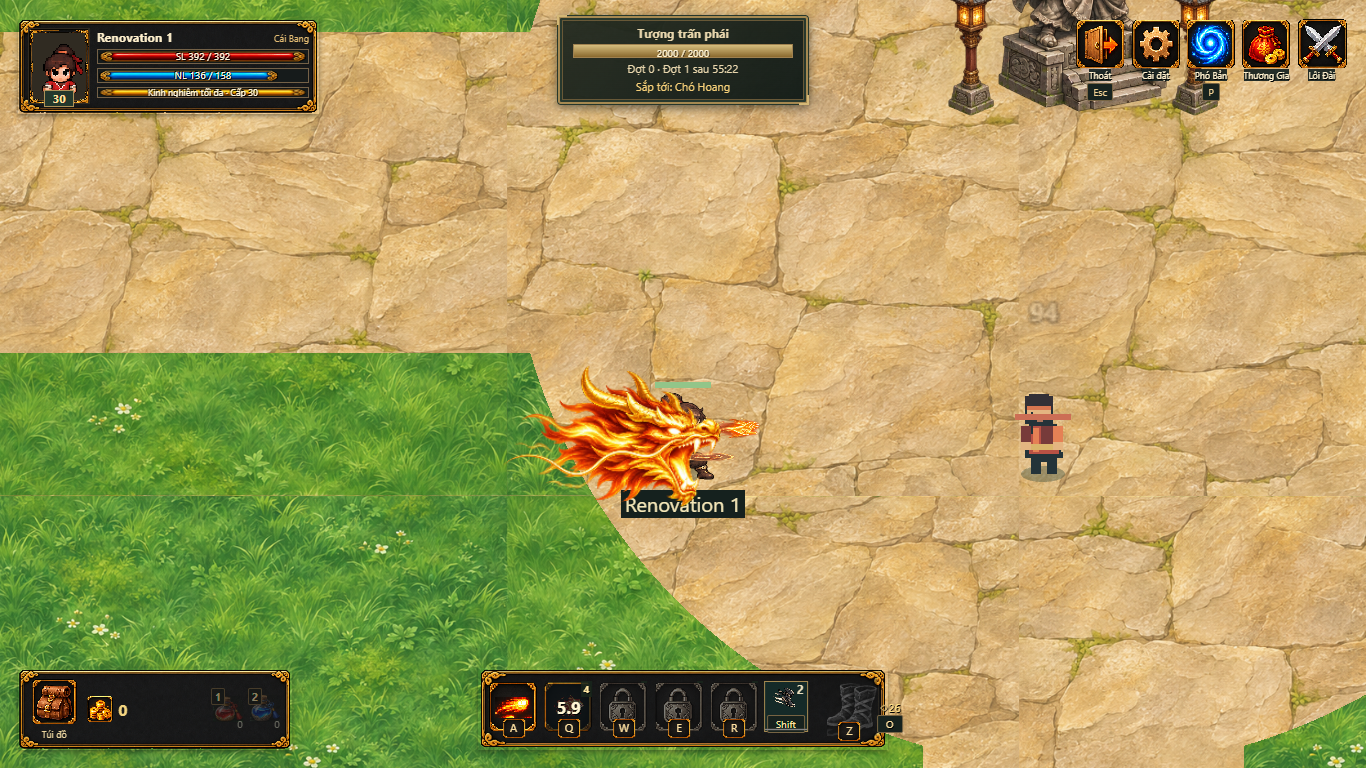 Renovation 1
Cái Bang
SL 392 / 392
NL 136 / 158
30
Kinh nghiệm tối đa - Cấp 30
Tượng trấn phái
2000 / 2000
Đợt 0 · Đợt 1 sau 55:22
Sắp tới: Chó Hoang
Thoát
Cài đặt
Phó Bản
Thương Gia
Lôi Đài
Esc
P
94
Renovation 1
Túi đồ
0
1
0
2
0
A
5.9
4
Q
W
E
R
2
Shift
Z
O